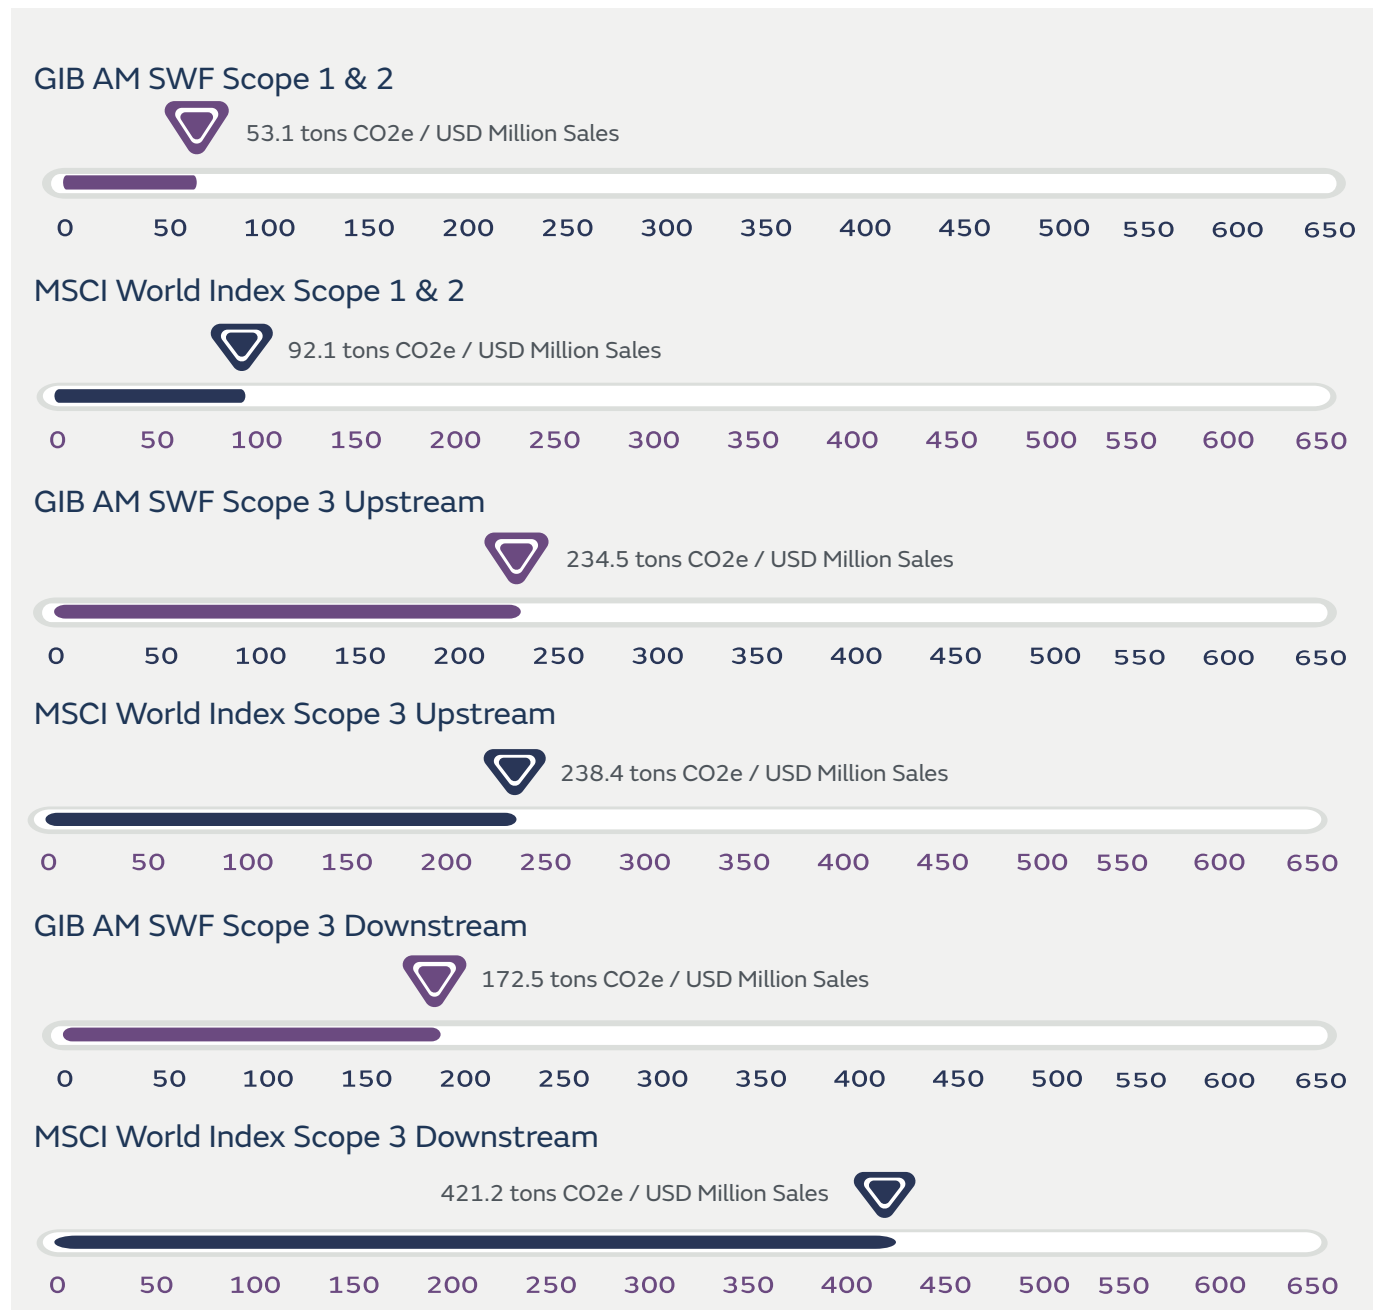 GIB AM SWF Scope 1 & 2
53.1 tons CO2e / USD Million Sales
0 50 100 150 200 250 300 350 400 450 500 550 600 650
MSCI World Index Scope 1 & 2
92.1 tons CO2e / USD Million Sales
0 50 100 150 200 250 300 350 400 450 500 550 600 650
GIB AM SWF Scope 3 Upstream
234.5 tons CO2e / USD Million Sales
0 50 100 150 200 250 300 350 400 450 500 550 600 650
MSCI World Index Scope 3 Upstream
238.4 tons CO2e / USD Million Sales
0 50 100 150 200 250 300 350 400 450 500 550 600 650
GIB AM SWF Scope 3 Downstream
172.5 tons CO2e / USD Million Sales
0 50 100 150 200 250 300 350 400 450 500 550 600 650
MSCI World Index Scope 3 Downstream
421.2 tons CO2e / USD Million Sales
0 50 100 150 200 250 300 350 400 450 500 550 600 650